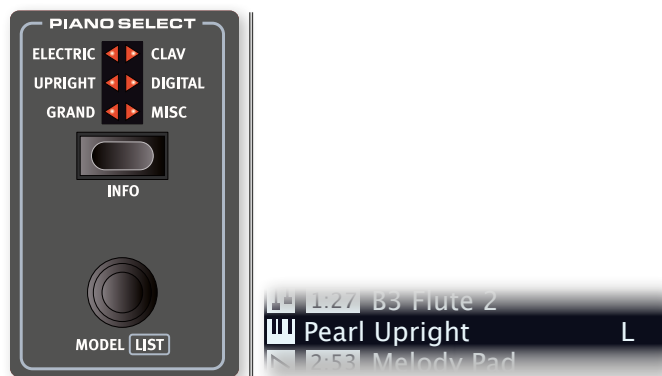 PIANO SELECT
ELECTRIC CLAV
UPRIGHT DIGITAL
GRAND MISC
INFO
MODEL LIST
1:27 B3 Flute 2
Pearl Upright L
2:53 Melody Pad